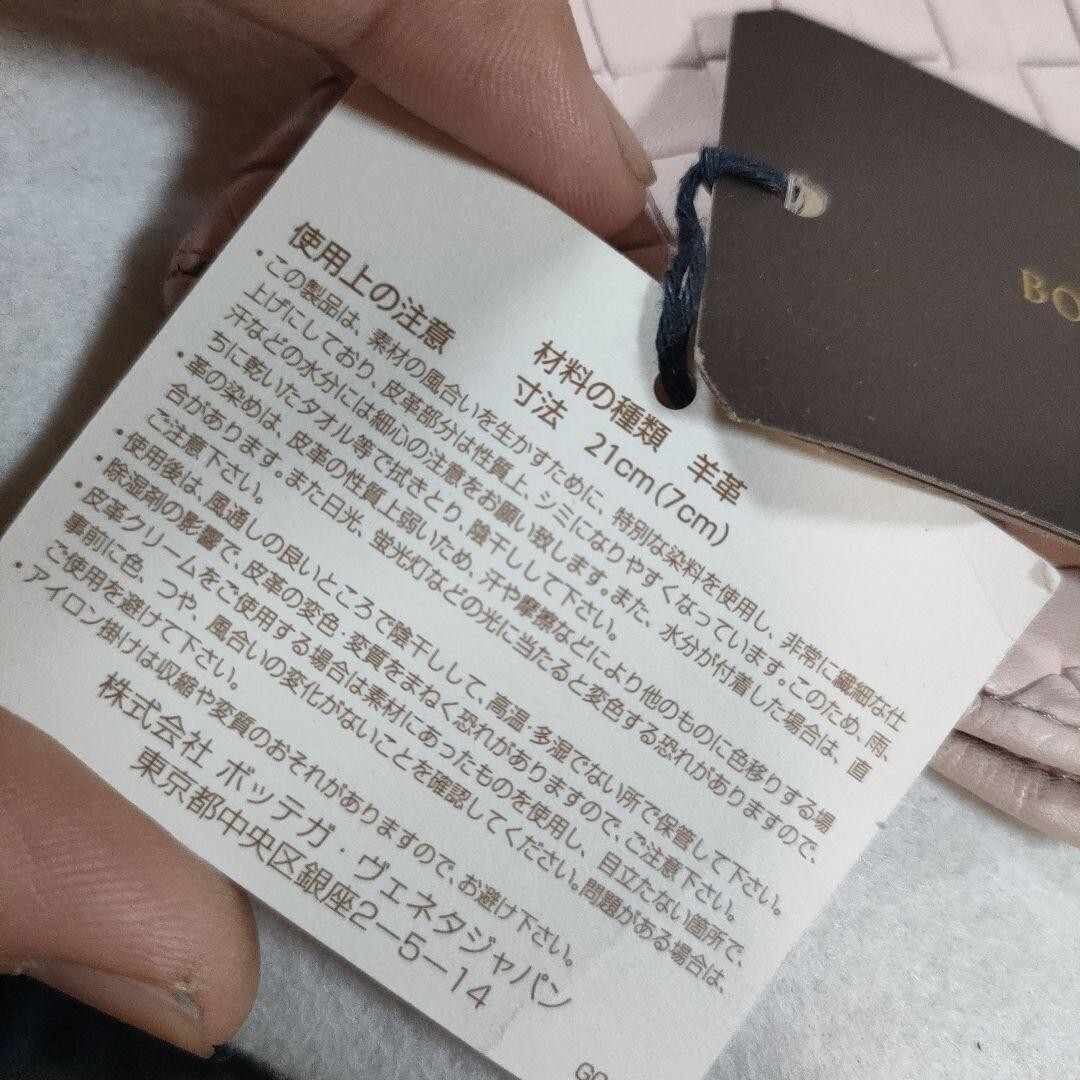 材料の種類　羊革
寸法　21cm(7cm)
使用上の注意
・この製品は、素材の風合いを生かすために、特別な染料を使用し、非常に繊細な仕
上げにしており、皮革部分は性質上、シミになりやすくなっています。このため、雨、
汗などの水分には細心の注意をお願い致します。また、水分が付着した場合は、直
ちに乾いたタオル等で拭きとり、陰干しして下さい。
・革の染めは、皮革の性質上弱いため、汗や摩擦などにより他のものに色移りする場
合があります。また日光、蛍光灯などの光に当たると変色する恐れがありますので、
ご注意下さい。
・使用後は、風通しの良いところで陰干しして、高温・多湿でない所で保管して下さい。
・除湿剤の影響で、皮革の変色・変質をまねく恐れがありますので、ご注意下さい。
・皮革クリームをご使用する場合は素材にあったものを使用し、目立たない箇所で、
事前に色、つや、風合いの変化がないことを確認してください。問題がある場合は、
ご使用を避けて下さい。
・アイロン掛けは収縮や変質のおそれがありますので、お避け下さい。
株式会社 ボッテガ・ヴェネタジャパン
東京都中央区銀座2-5-14
GO
BO